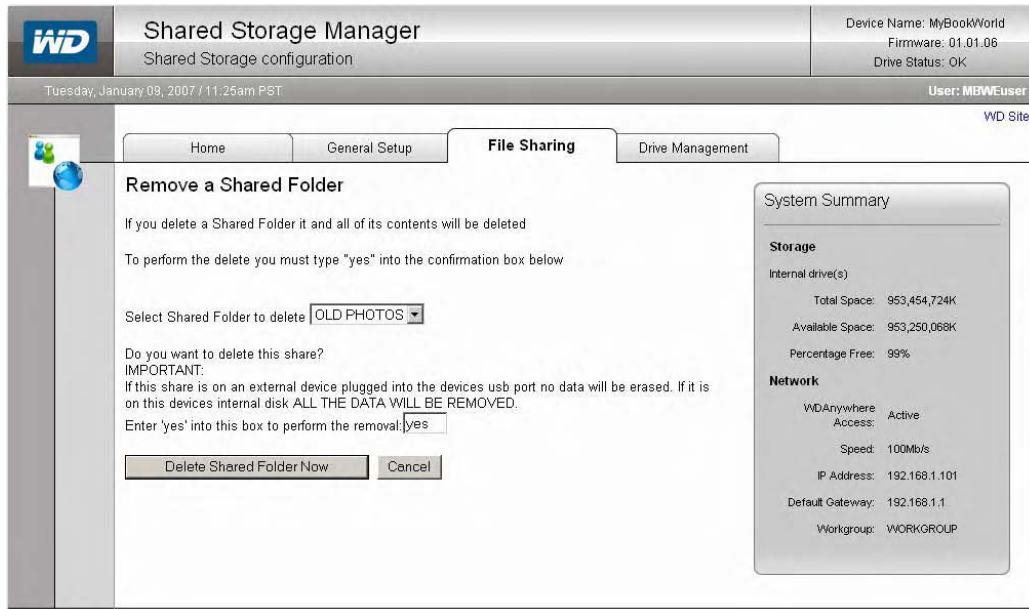 WD
Shared Storage Manager
Shared Storage configuration
Device Name: MyBookWorld
Firmware: 01.01.06
Drive Status: OK
Tuesday, January 09, 2007 / 11:25am PST
User: MBWEuser
WD Site
Home
General Setup
File Sharing
Drive Management
Remove a Shared Folder
If you delete a Shared Folder it and all of its contents will be deleted
To perform the delete you must type "yes" into the confirmation box below
Select Shared Folder to delete OLD PHOTOS
Do you want to delete this share?
IMPORTANT:
If this share is on an external device plugged into the devices usb port no data will be erased. If it is
on this devices internal disk ALL THE DATA WILL BE REMOVED.
Enter 'yes' into this box to perform the removal: yes
Delete Shared Folder Now
Cancel
System Summary
Storage
Internal drive(s)
Total Space: 953,454,724K
Available Space: 953,250,068K
Percentage Free: 99%
Network
WDAnywhere
Access: Active
Speed: 100Mb/s
IP Address: 192.168.1.101
Default Gateway: 192.168.1.1
Workgroup: WORKGROUP